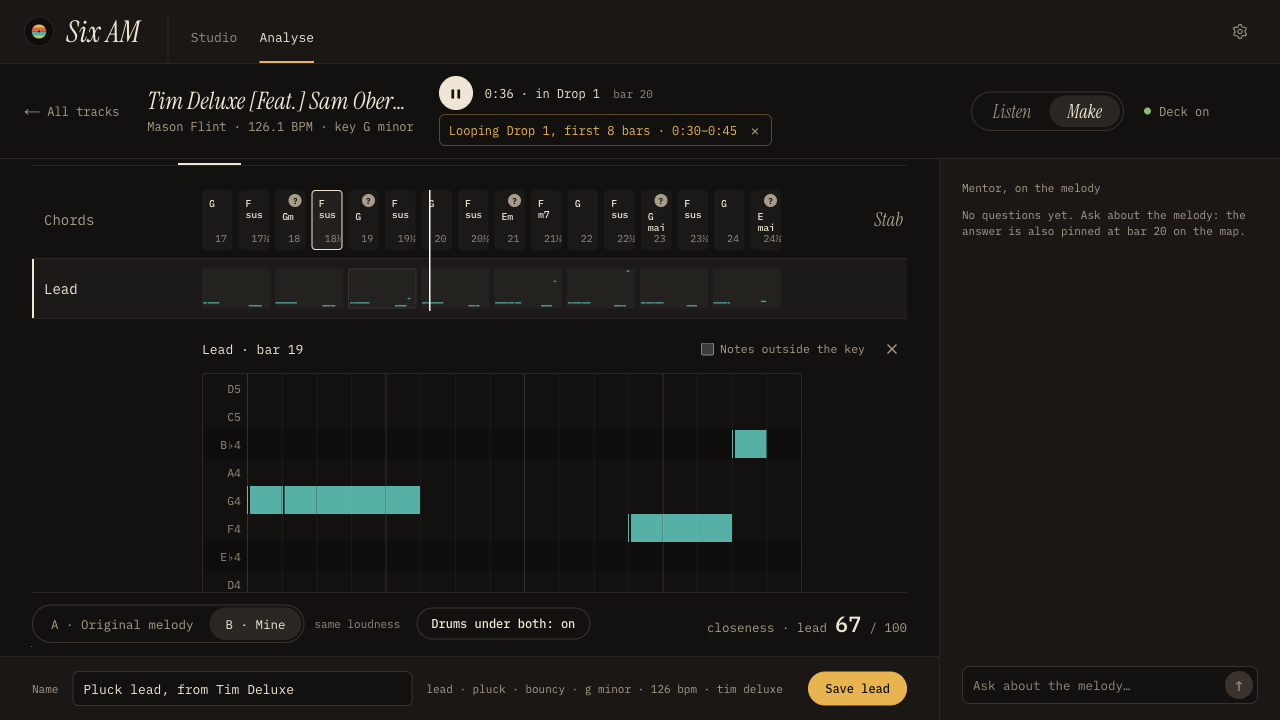 Six AM
Studio
Analyse
← All tracks
Tim Deluxe [Feat.] Sam Ober…
Mason Flint · 126.1 BPM · key G minor
0:36 · in Drop 1 bar 20
Looping Drop 1, first 8 bars · 0:30–0:45 ×
Listen
Make
Deck on
Chords
G 17
F sus 17½
? Gm 18
F sus 18½
? G 19
F sus 19½
G 20
F sus 20½
? Em 21
F m7 21½
G 22
F sus 22½
? G maj 23
F sus 23½
G 24
? E maj 24½
Stab
Lead
Lead · bar 19
Notes outside the key ×
D5
C5
B♭4
A4
G4
F4
E♭4
D4
A · Original melody
B · Mine
same loudness
Drums under both: on
closeness · lead 67 / 100
Name
Pluck lead, from Tim Deluxe
lead · pluck · bouncy · g minor · 126 bpm · tim deluxe
Save lead
Mentor, on the melody
No questions yet. Ask about the melody: the
answer is also pinned at bar 20 on the map.
Ask about the melody… ↑